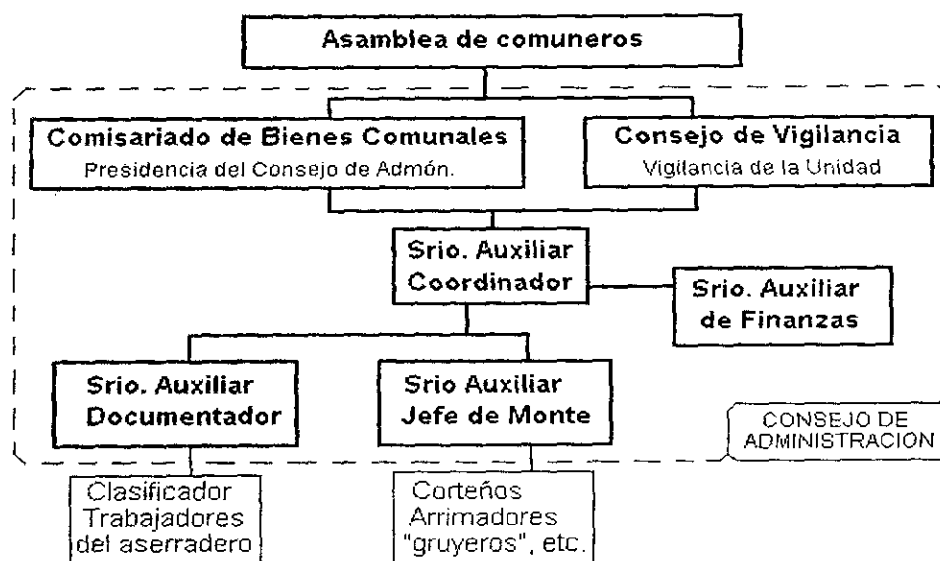 Asamblea de comuneros
Comisariado de Bienes Comunales
Presidencia del Consejo de Admón.
Consejo de Vigilancia
Vigilancia de la Unidad
Srio. Auxiliar
Coordinador
Srio. Auxiliar
de Finanzas
Srio. Auxiliar
Documentador
Srio Auxiliar
Jefe de Monte
CONSEJO DE
ADMINISTRACION
Clasificador
Trabajadores
del aserradero
Corteños
Arrimadores
"gruyeros", etc.